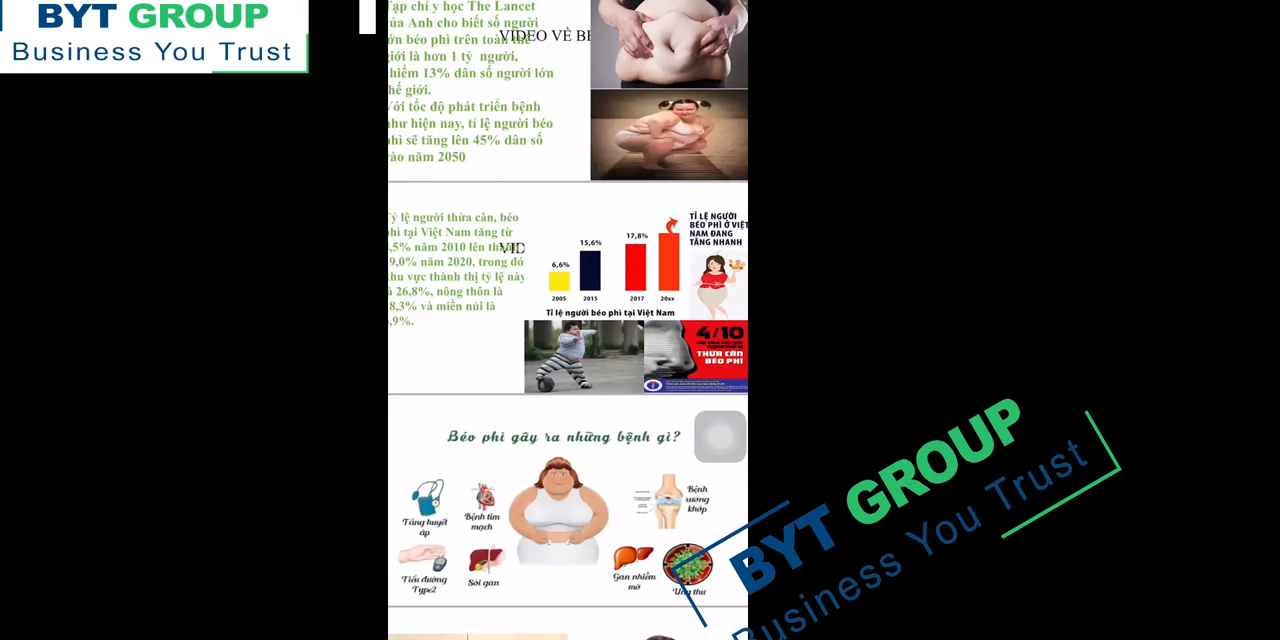 BYT GROUP
Business You Trust
Tạp chí y học The Lancet
của Anh cho biết số người
lớn béo phì trên toàn thế
giới là hơn 1 tỷ người,
chiếm 13% dân số người lớn
thế giới.
Với tốc độ phát triển bệnh
như hiện nay, tỉ lệ người béo
phì sẽ tăng lên 45% dân số
vào năm 2050
VIDEO VỀ
Tỷ lệ người thừa cân, béo
phì tại Việt Nam tăng từ
,5% năm 2010 lên thành
9,0% năm 2020, trong đó
khu vực thành thị tỷ lệ này
là 26,8%, nông thôn là
8,3% và miền núi là
,9%.
VID
TỈ LỆ NGƯỜI
BÉO PHÌ Ở VIỆT
NAM ĐANG
TĂNG NHANH
6,6%
15,6%
17,8%
2005
2015
2017
20xx
Tỉ lệ người béo phì tại Việt Nam
4/10
THỪA CÂN
BÉO PHÌ
Béo phì gây ra những bệnh gì?
Tăng huyết
áp
Bệnh tim
mạch
Bệnh
xương
khớp
Tiểu đường
Type2
Sỏi gan
Gan nhiễm
mỡ
Ung thư
BYT GROUP
Business You Trust